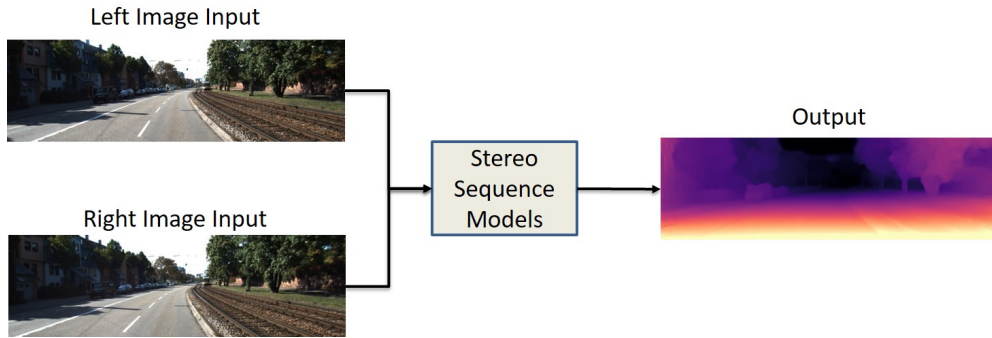 Left Image Input
Right Image Input
Stereo
Sequence
Models
Output